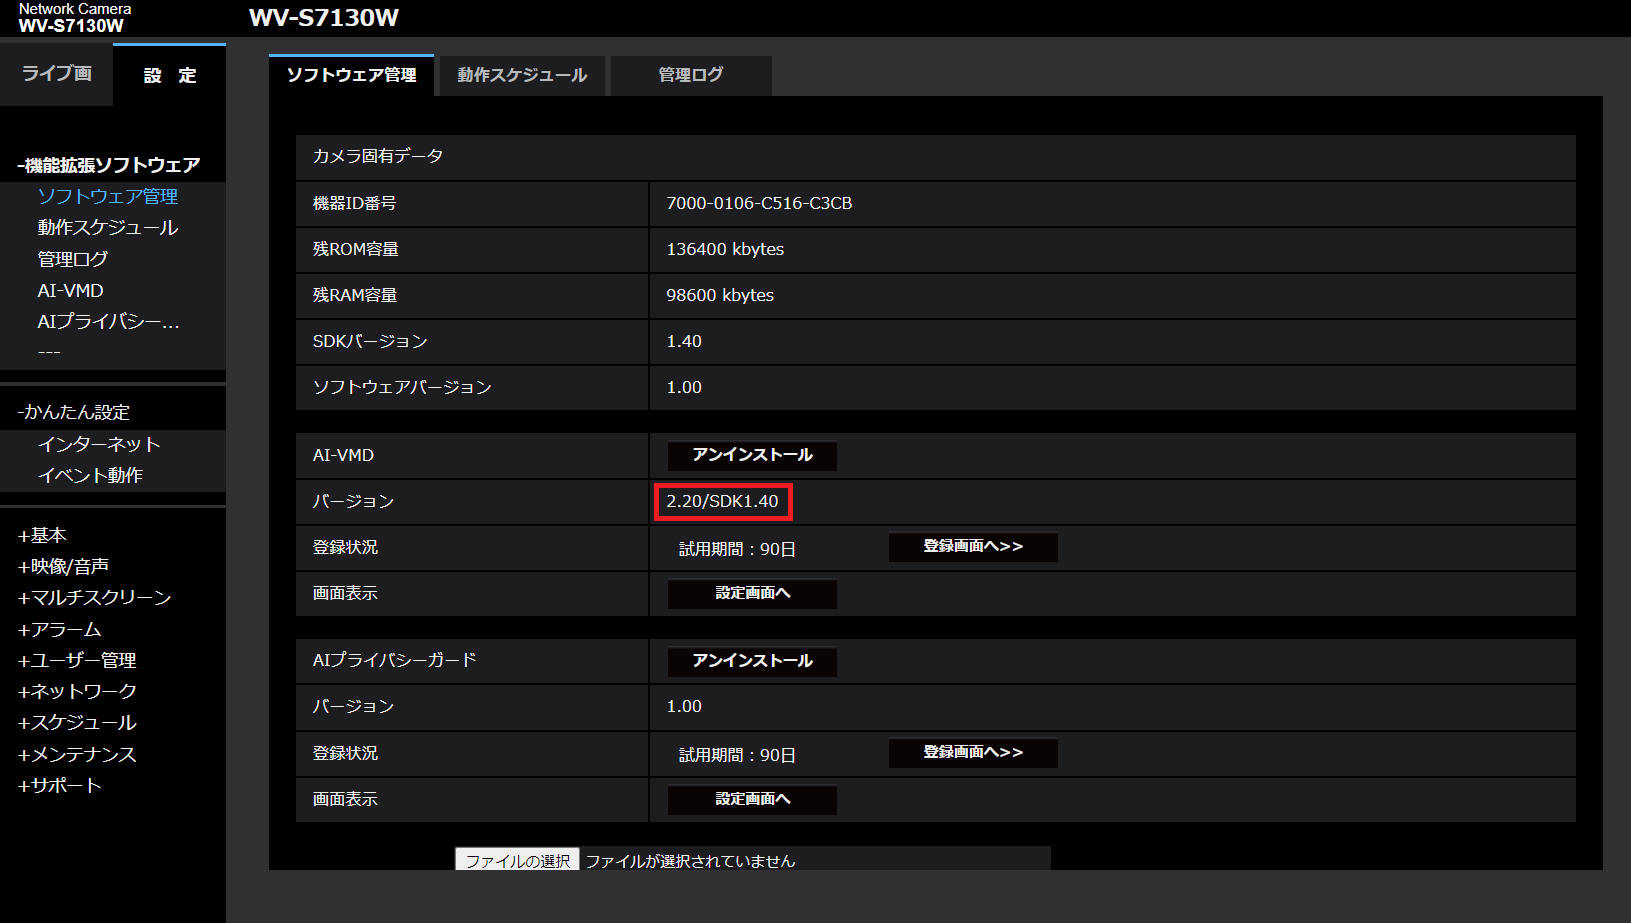 Network Camera
WV-S7130W
WV-S7130W
ライブ画
設 定
ソフトウェア管理
動作スケジュール
管理ログ
-機能拡張ソフトウェア
ソフトウェア管理
動作スケジュール
管理ログ
AI-VMD
AIプライバシー...
---
-かんたん設定
インターネット
イベント動作
+基本
+映像/音声
+マルチスクリーン
+アラーム
+ユーザー管理
+ネットワーク
+スケジュール
+メンテナンス
+サポート
カメラ固有データ
機器ID番号 7000-0106-C516-C3CB
残ROM容量 136400 kbytes
残RAM容量 98600 kbytes
SDKバージョン 1.40
ソフトウェアバージョン 1.00
AI-VMD アンインストール
バージョン 2.20/SDK1.40
登録状況 試用期間：90日 登録画面へ>>
画面表示 設定画面へ
AIプライバシーガード アンインストール
バージョン 1.00
登録状況 試用期間：90日 登録画面へ>>
画面表示 設定画面へ
ファイルの選択 ファイルが選択されていません